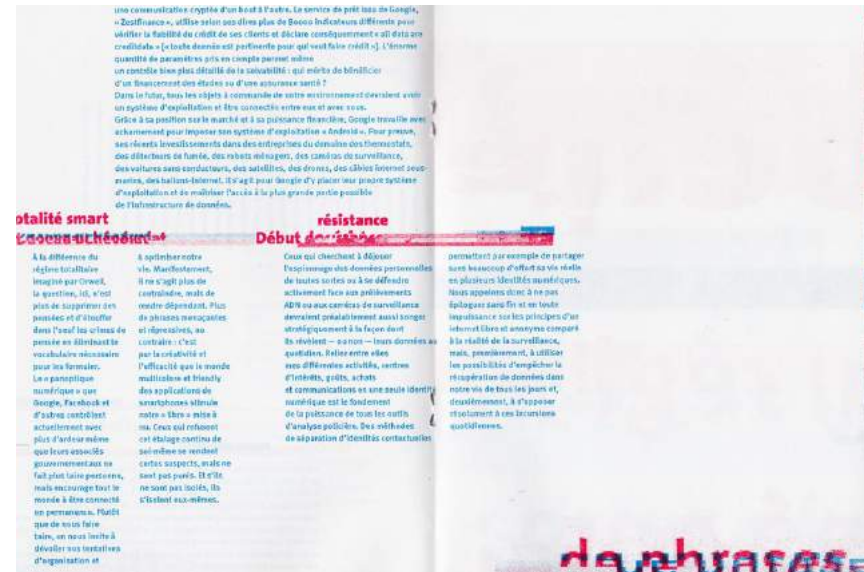 une communication cryptée d'un bout à l'autre. Le service de prêt issu de Google,
« Zestfinance », utilise selon ses dires plus de 80000 indicateurs différents pour
vérifier la fiabilité du crédit de ses clients et déclare conséquemment « all data are
creditdata » [« toute donnée est pertinente pour qui veut faire crédit »]. L'énorme
quantité de paramètres pris en compte permet même
un contrôle bien plus détaillé de la solvabilité : qui mérite de bénéficier
d'un financement des études ou d'une assurance santé ?
Dans le futur, tous les objets à commande de notre environnement devraient avoir
un système d'exploitation et être connectés entre eux et avec nous.
Grâce à sa position sur le marché et à sa puissance financière, Google travaille avec
acharnement pour imposer son système d'exploitation « Android ». Pour preuve,
ses récents investissements dans des entreprises du domaine des thermostats,
des détecteurs de fumée, des robots ménagers, des caméras de surveillance,
des voitures sans conducteurs, des satellites, des drones, des câbles internet sous-
marins, des ballons-internet. Il s'agit pour Google d'y placer leur propre système
d'exploitation et de maîtriser l'accès à la plus grande partie possible
de l'infrastructure de données.
otalité smart
À la différence du
régime totalitaire
imaginé par Orwell,
la question, ici, n'est
plus de supprimer des
pensées et d'étouffer
dans l'œuf les crimes de
pensée en éliminant le
vocabulaire nécessaire
pour les formuler.
Le « panoptique
numérique » que
Google, Facebook et
d'autres contrôlent
actuellement avec
plus d'ardeur même
que leurs associés
gouvernementaux ne
fait plus taire personne,
mais encourage tout le
monde à être connecté
en permanence. Plutôt
que de nous faire
taire, on nous invite à
dévoiler nos tentatives
d'organisation et
à optimiser notre
vie. Manifestement,
il ne s'agit plus de
contraindre, mais de
rendre dépendant. Plus
de phrases menaçantes
et répressives, au
contraire : c'est
par la créativité et
l'efficacité que le monde
multicolore et friendly
des applications de
smartphones stimule
notre « libre » mise à
nu. Ceux qui refusent
cet étalage continu de
soi-même se rendent
certes suspects, mais ne
sont pas punis. Et s'ils
ne sont pas isolés, ils
s'isolent eux-mêmes.
résistance
Début
Ceux qui cherchent à déjouer
l'espionnage des données personnelles
de toutes sortes ou à se défendre
activement face aux prélèvements
ADN ou aux caméras de surveillance
devraient préalablement aussi songer
stratégiquement à la façon dont
ils révèlent — ou non — leurs données au
quotidien. Relier entre elles
mes différentes activités, centres
d'intérêts, goûts, achats
et communications en une seule identité
numérique est le fondement
de la puissance de tous les outils
d'analyse policière. Des méthodes
de séparation d'identités contextuelles
permettent par exemple de partager
sans beaucoup d'effort sa vie réelle
en plusieurs identités numériques.
Nous appelons donc à ne pas
épiloguer sans fin et en toute
impuissance sur les principes d'un
internet libre et anonyme comparé
à la réalité de la surveillance,
mais, premièrement, à utiliser
les possibilités d'empêcher la
récupération de données dans
notre vie de tous les jours et,
deuxièmement, à s'opposer
résolument à ces incursions
quotidiennes.
de phrases